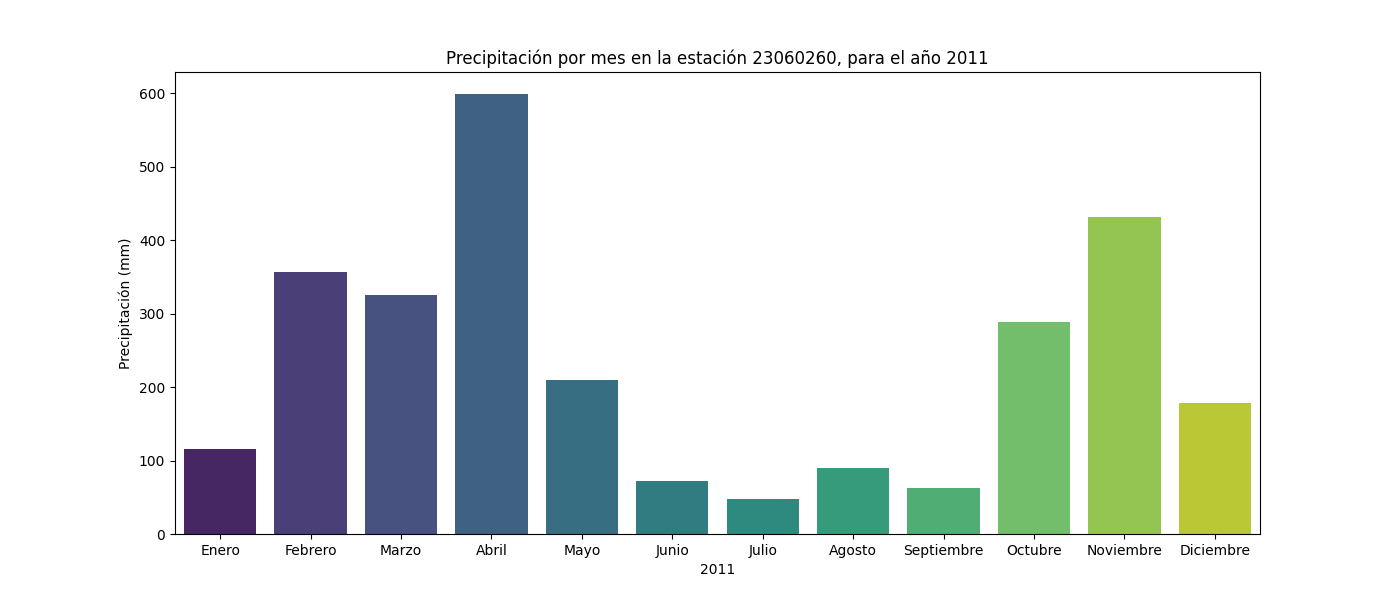 Precipitación por mes en la estación 23060260, para el año 2011
Precipitación (mm)
600
500
400
300
200
100
0
Enero Febrero Marzo Abril Mayo Junio Julio Agosto Septiembre Octubre Noviembre Diciembre
2011